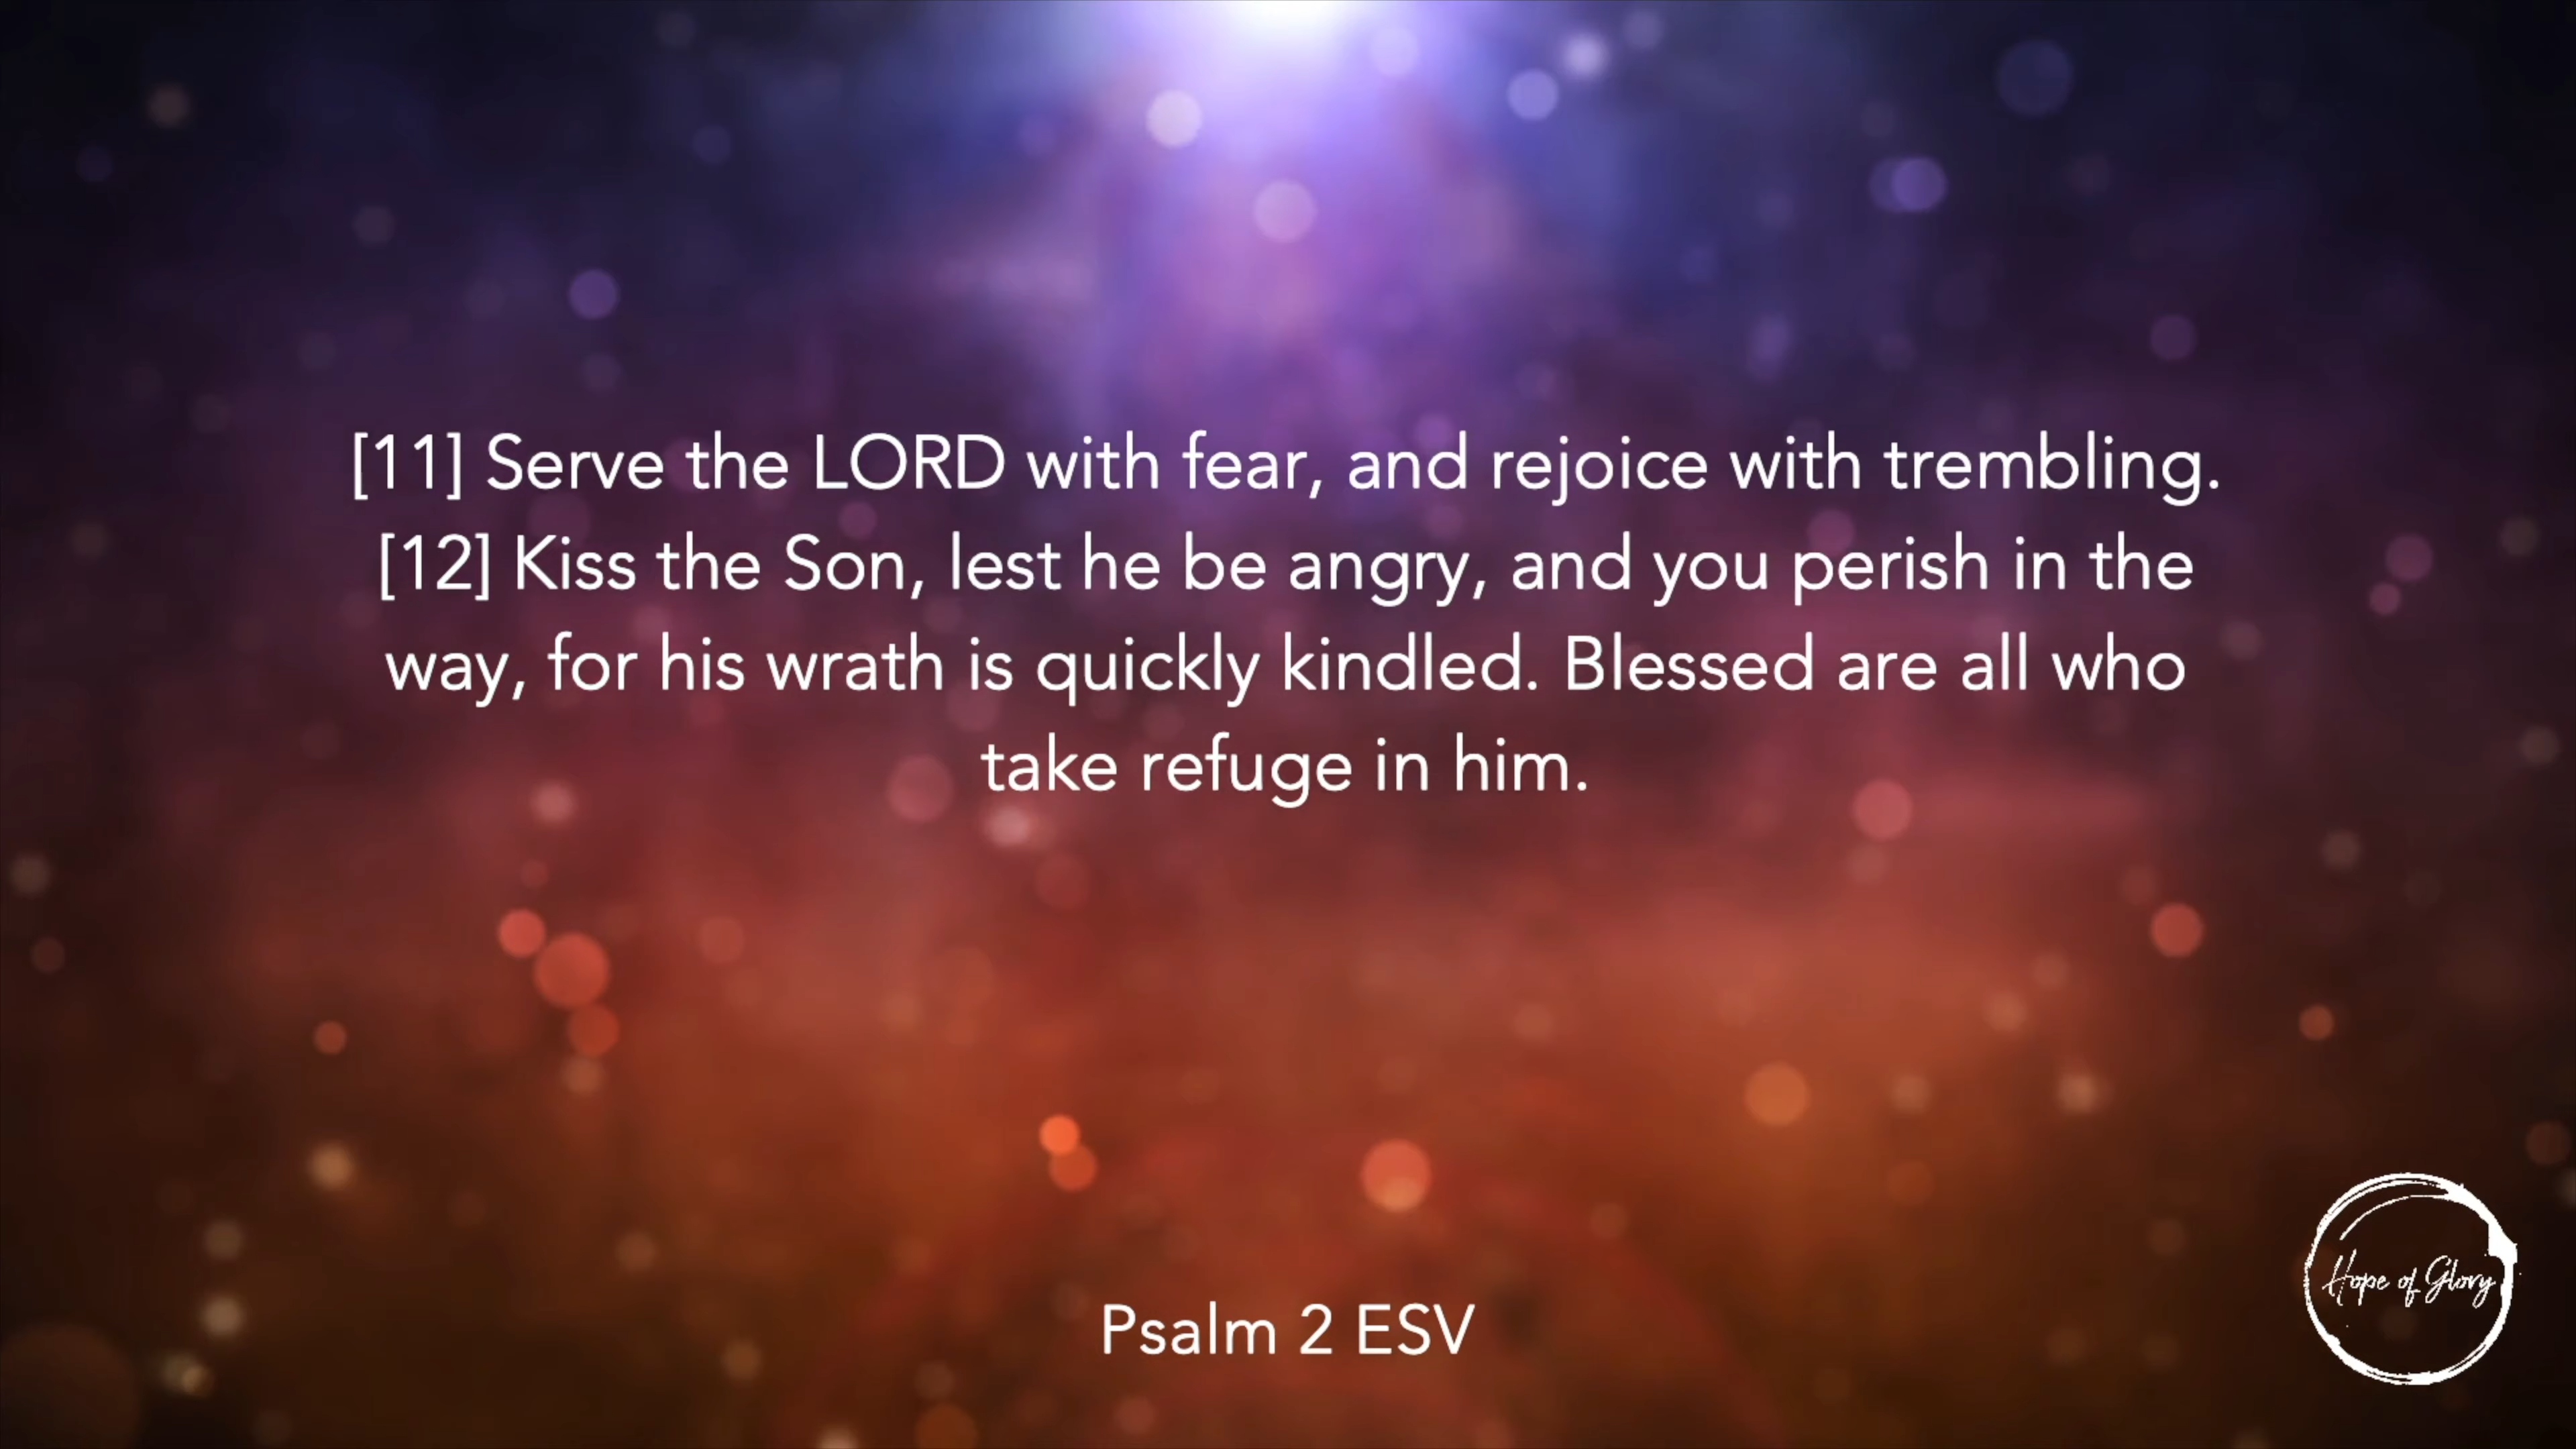 [11] Serve the LORD with fear, and rejoice with trembling.
[12] Kiss the Son, lest he be angry, and you perish in the
way, for his wrath is quickly kindled. Blessed are all who
take refuge in him.
Psalm 2 ESV
Hope of Glory